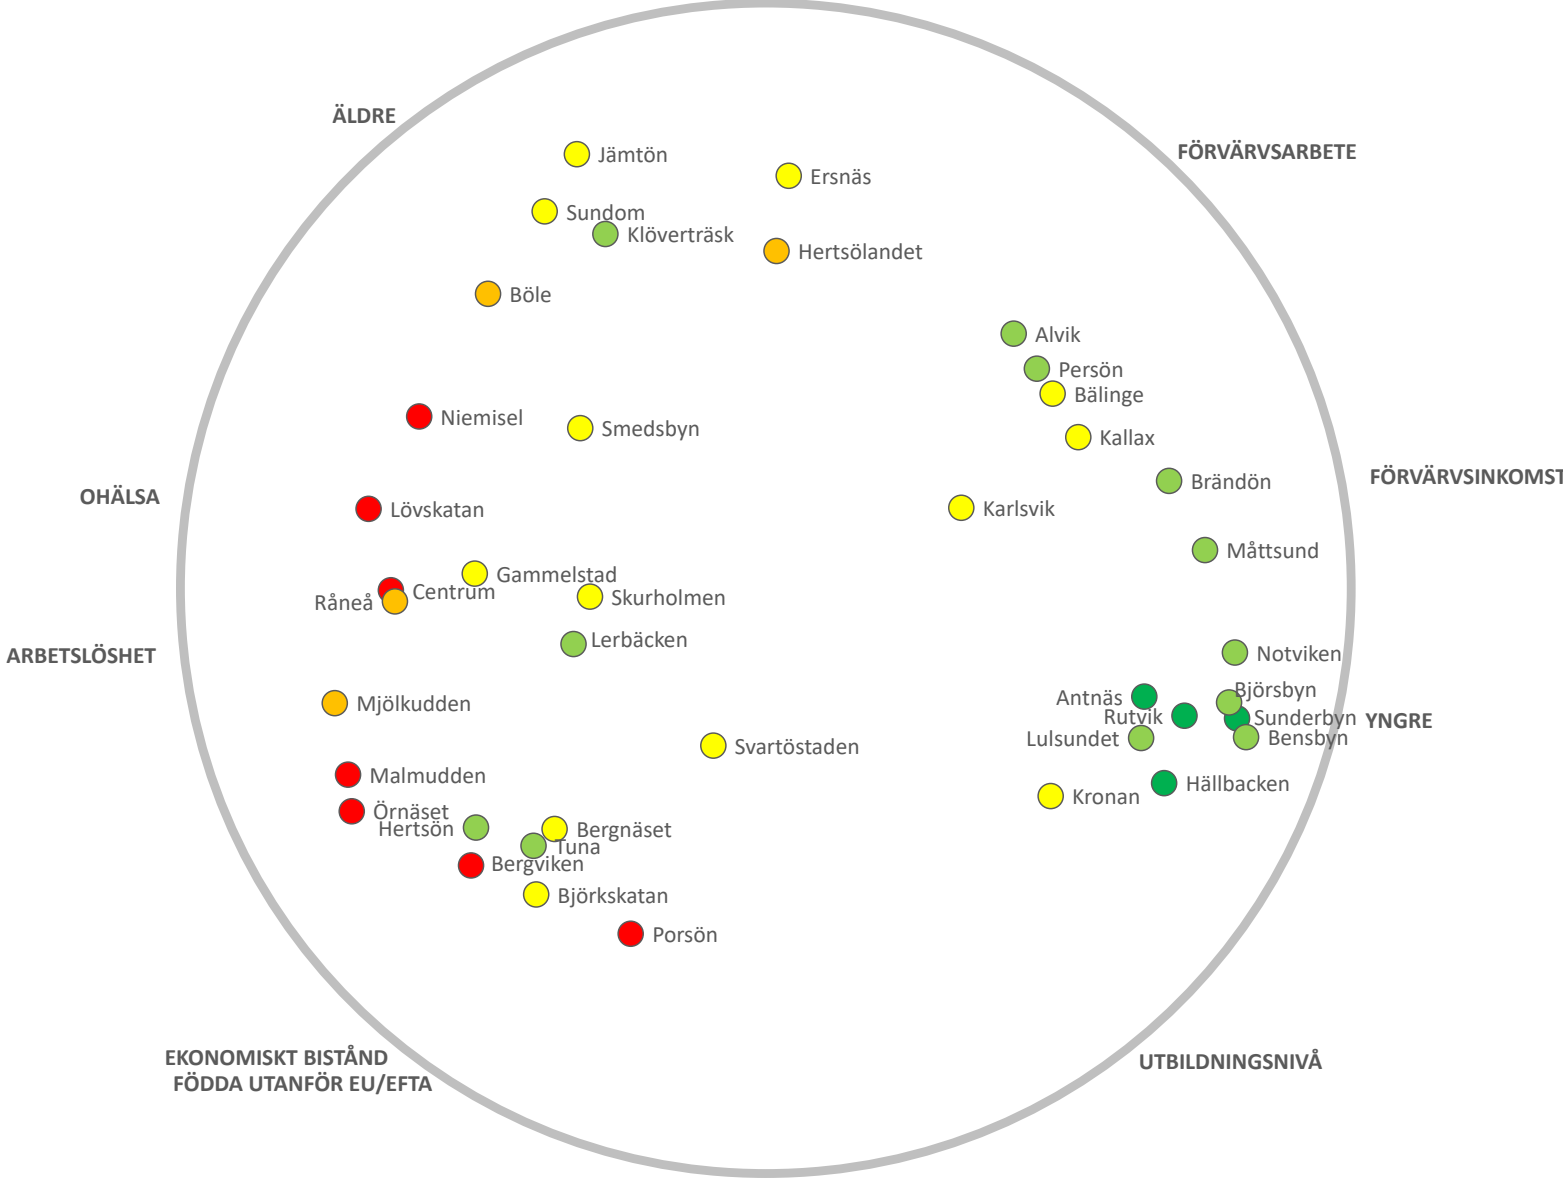 ÄLDRE
FÖRVÄRVSARBETE
Jämtön
Ersnäs
Sundom
Klöverträsk
Hertsölandet
Böle
Alvik
Persön
Bälinge
Niemisel
Smedsbyn
Kallax
FÖRVÄRVSINKOMST
Brändön
OHÄLSA
Lövskatan
Karlsvik
Måttsund
Gammelstad
Centrum
Råneå
Skurholmen
Lerbäcken
ARBETSLÖSHET
Notviken
Björsbyn
Antnäs
Mjölkudden
Rutvik
Sunderbyn
YNGRE
Lulsundet
Bensbyn
Svartöstaden
Malmudden
Hällbacken
Kronan
Örnäset
Hertsön
Bergnäset
Tuna
Bergviken
Björkskatan
Porsön
EKONOMISKT BISTÅND
FÖDDA UTANFÖR EU/EFTA
UTBILDNINGSNIVÅ